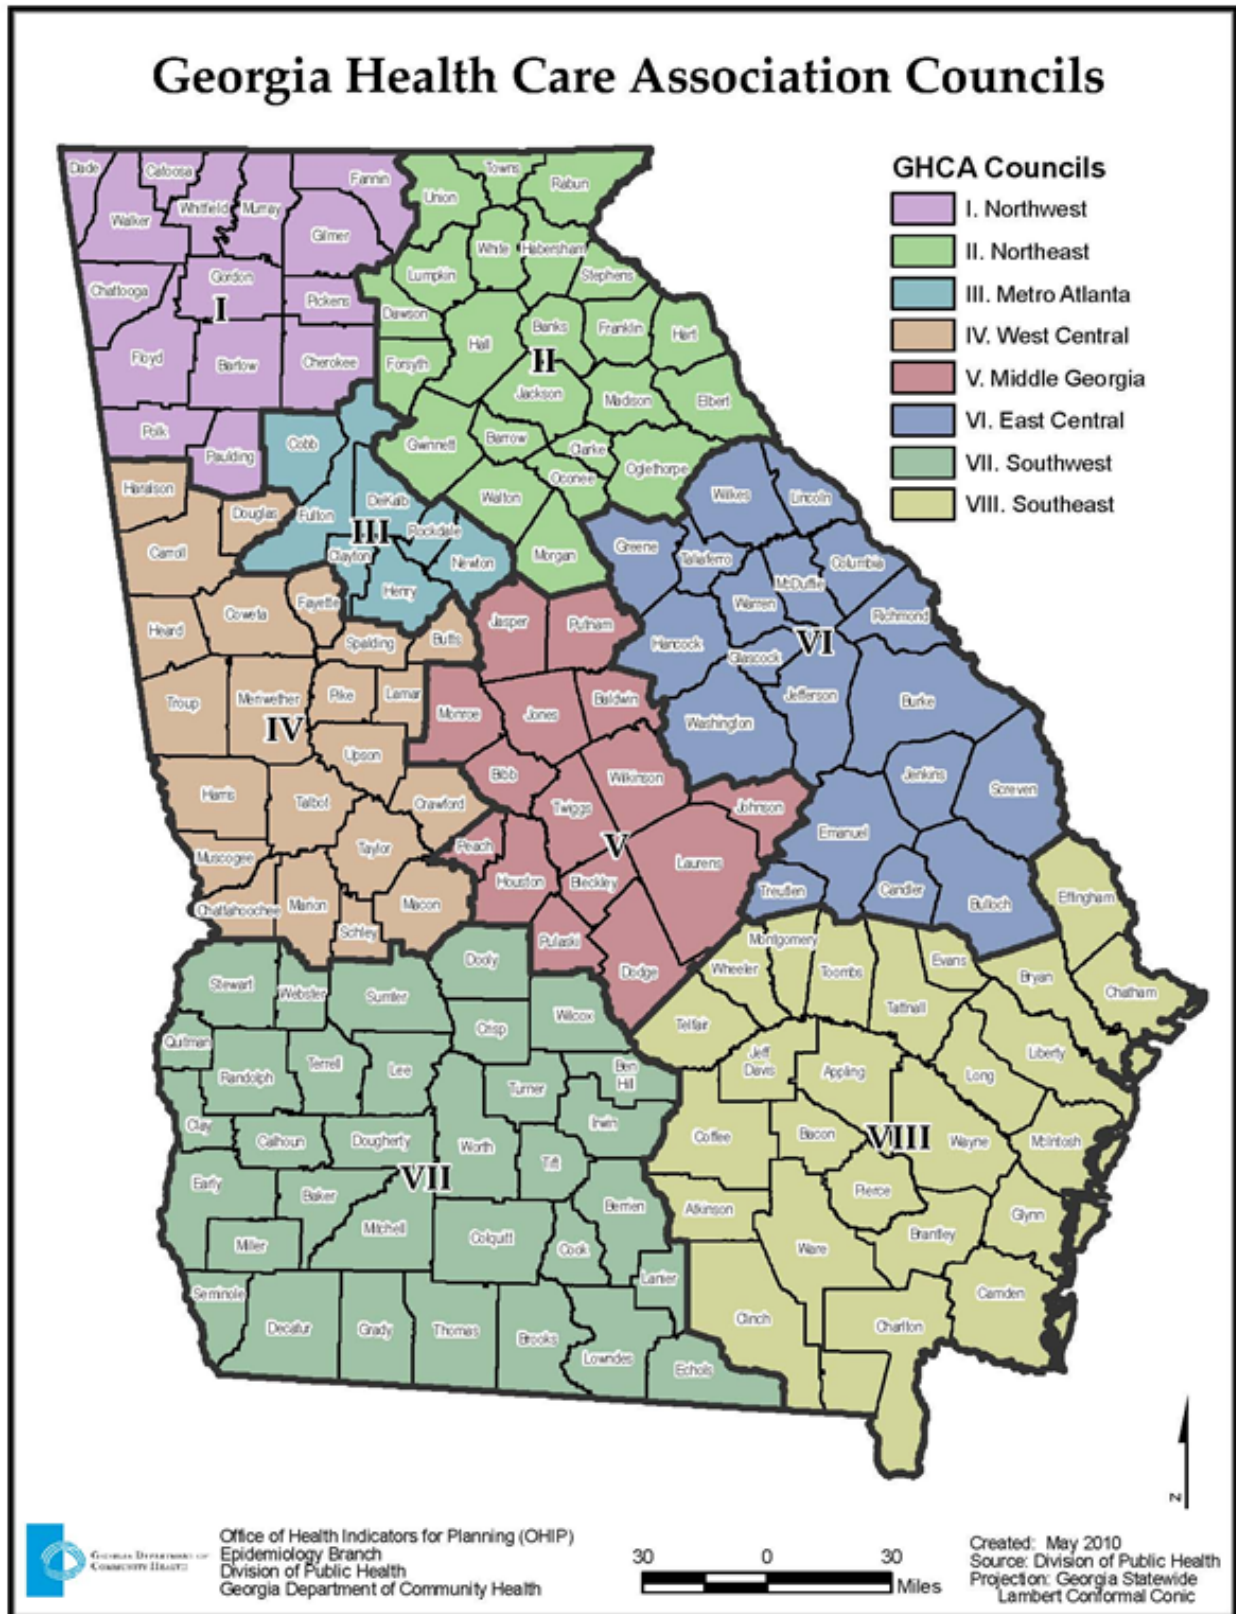 Georgia Health Care Association Councils
GHCA Councils
I. Northwest
II. Northeast
III. Metro Atlanta
IV. West Central
V. Middle Georgia
VI. East Central
VII. Southwest
VIII. Southeast
Dade
Catoosa
Fannin
Towns
Rabun
Union
Whitfield
Murray
Walker
Gilmer
White
Habersham
Lumpkin
Stephens
Chattooga
Gordon
I
Pickens
Dawson
Banks
Franklin
Hart
Hall
II
Floyd
Bartow
Cherokee
Forsyth
Jackson
Madison
Elbert
Polk
Paulding
Cobb
Gwinnett
Barrow
Clarke
Oconee
Oglethorpe
Haralson
Douglas
Fulton
DeKalb
III
Rockdale
Walton
Wilkes
Lincoln
Carroll
Clayton
Newton
Morgan
Greene
Taliaferro
McDuffie
Columbia
Henry
Fayette
Coweta
Heard
Spalding
Butts
Jasper
Putnam
Hancock
Warren
Glascock
VI
Richmond
Troup
Meriwether
Pike
Lamar
Monroe
Jones
Baldwin
Washington
Jefferson
Burke
IV
Upson
Bibb
Wilkinson
Jenkins
Screven
Harris
Talbot
Crawford
Twiggs
Johnson
Emanuel
Muscogee
Taylor
Peach
V
Laurens
Houston
Bleckley
Treutlen
Candler
Bulloch
Effingham
Chattahoochee
Marion
Macon
Schley
Pulaski
Dodge
Montgomery
Wheeler
Toombs
Evans
Tattnall
Bryan
Chatham
Stewart
Webster
Sumter
Dooly
Wilcox
Crisp
Telfair
Quitman
Randolph
Terrell
Lee
Turner
Ben
Hill
Jeff
Davis
Appling
Long
Liberty
Clay
Calhoun
Dougherty
Worth
Irwin
Tift
Coffee
Bacon
VIII
Wayne
McIntosh
Early
Baker
VII
Mitchell
Berrien
Atkinson
Pierce
Brantley
Glynn
Miller
Colquitt
Cook
Lanier
Ware
Camden
Seminole
Decatur
Grady
Thomas
Brooks
Lowndes
Echols
Clinch
Charlton
N
Georgia Department of
Community Health
Office of Health Indicators for Planning (OHIP)
Epidemiology Branch
Division of Public Health
Georgia Department of Community Health
30 0 30
Miles
Created: May 2010
Source: Division of Public Health
Projection: Georgia Statewide
Lambert Conformal Conic